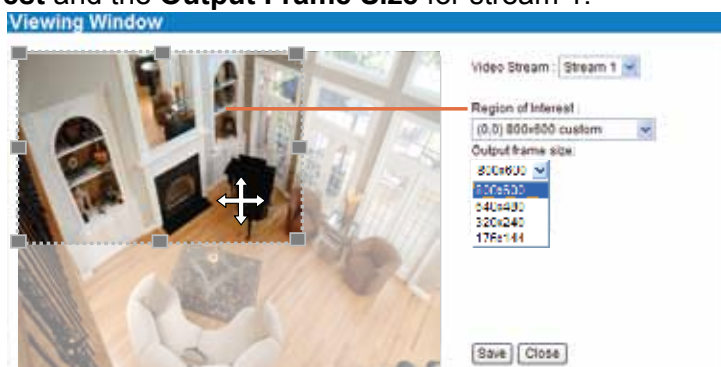 est and the Output Frame Size for stream 1.
Viewing Window
Video Stream : Stream 1
Region of Interest :
(0,0) 800x600 custom
Output frame size:
800x600
800x600
640x480
320x240
176x144
Save Close